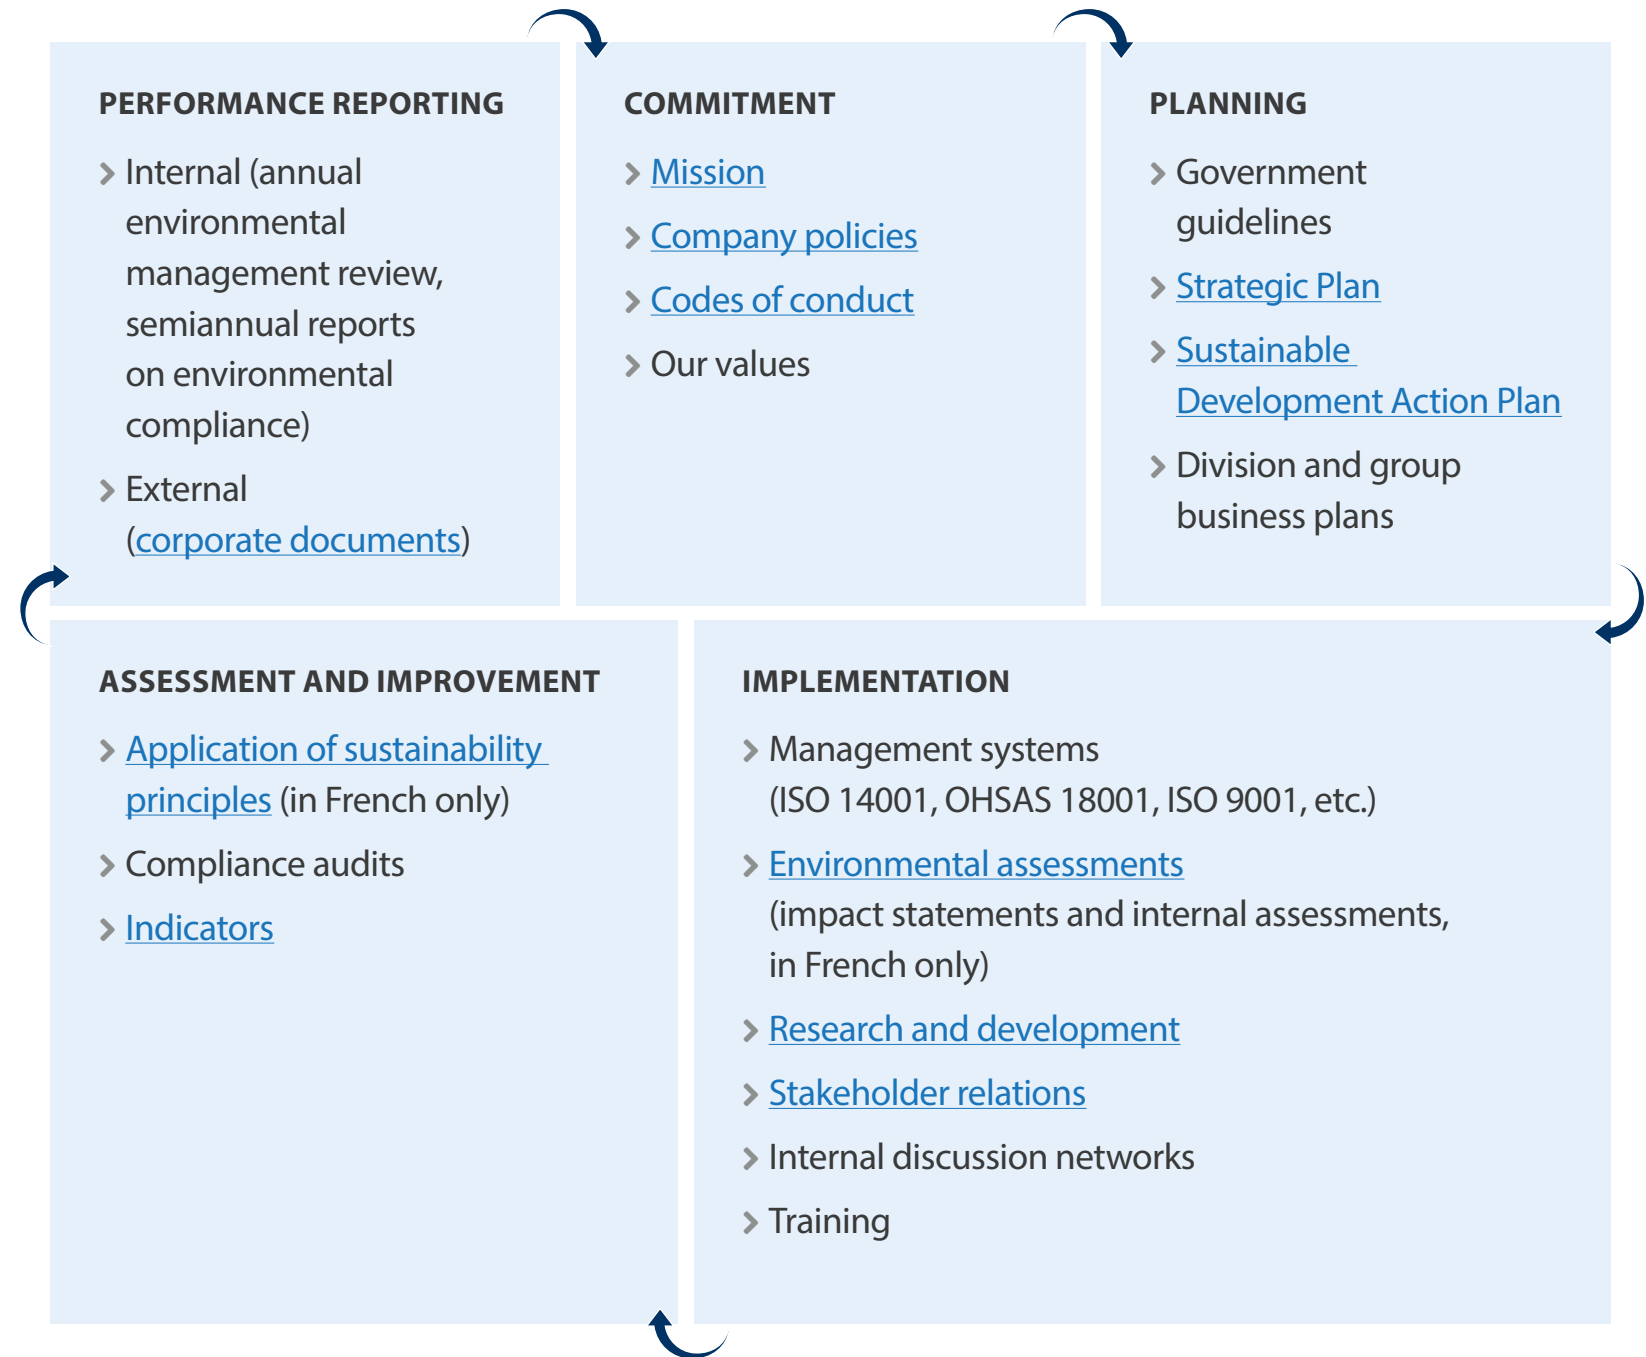 PERFORMANCE REPORTING
Internal (annual
environmental
management review,
semiannual reports
on environmental
compliance)
External
(corporate documents)
COMMITMENT
Mission
Company policies
Codes of conduct
Our values
PLANNING
Government
guidelines
Strategic Plan
Sustainable
Development Action Plan
Division and group
business plans
ASSESSMENT AND IMPROVEMENT
Application of sustainability
principles (in French only)
Compliance audits
Indicators
IMPLEMENTATION
Management systems
(ISO 14001, OHSAS 18001, ISO 9001, etc.)
Environmental assessments
(impact statements and internal assessments,
in French only)
Research and development
Stakeholder relations
Internal discussion networks
Training